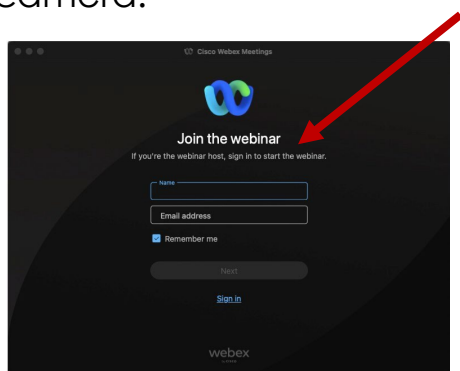 camera.
Cisco Webex Meetings
Join the webinar
If you're the webinar host, sign in to start the webinar.
Name
Email address
Remember me
Next
Sign in
webex